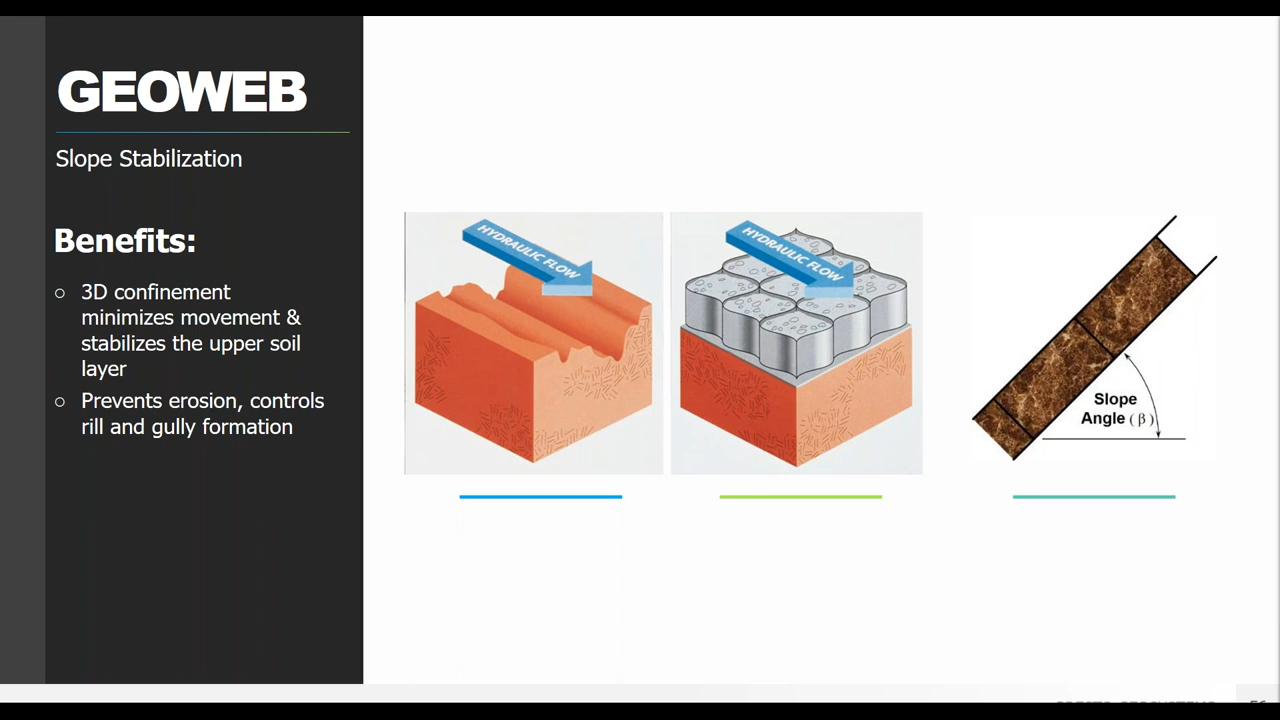 GEOWEB
Slope Stabilization
Benefits:
○ 3D confinement
minimizes movement &
stabilizes the upper soil
layer
○ Prevents erosion, controls
rill and gully formation
HYDRAULIC FLOW
HYDRAULIC FLOW
Slope
Angle (β)